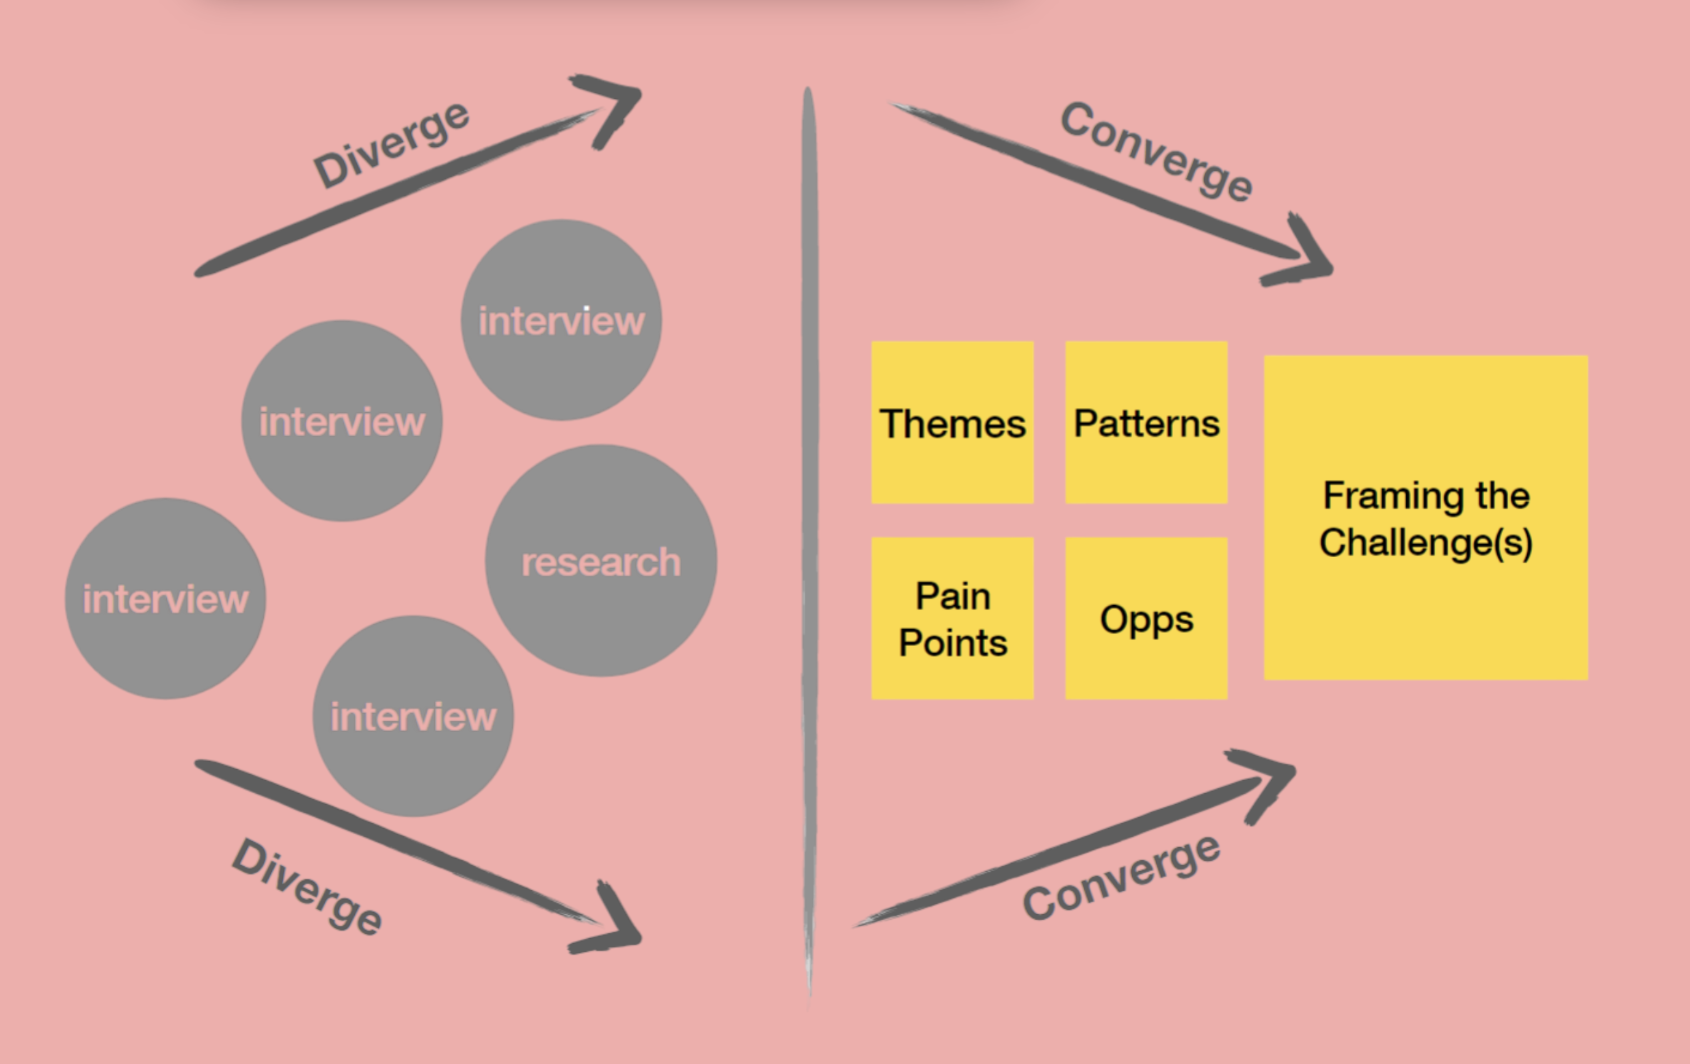 Diverge
interview
interview
interview
research
interview
Diverge
Converge
Themes
Patterns
Pain
Points
Opps
Framing the
Challenge(s)
Converge